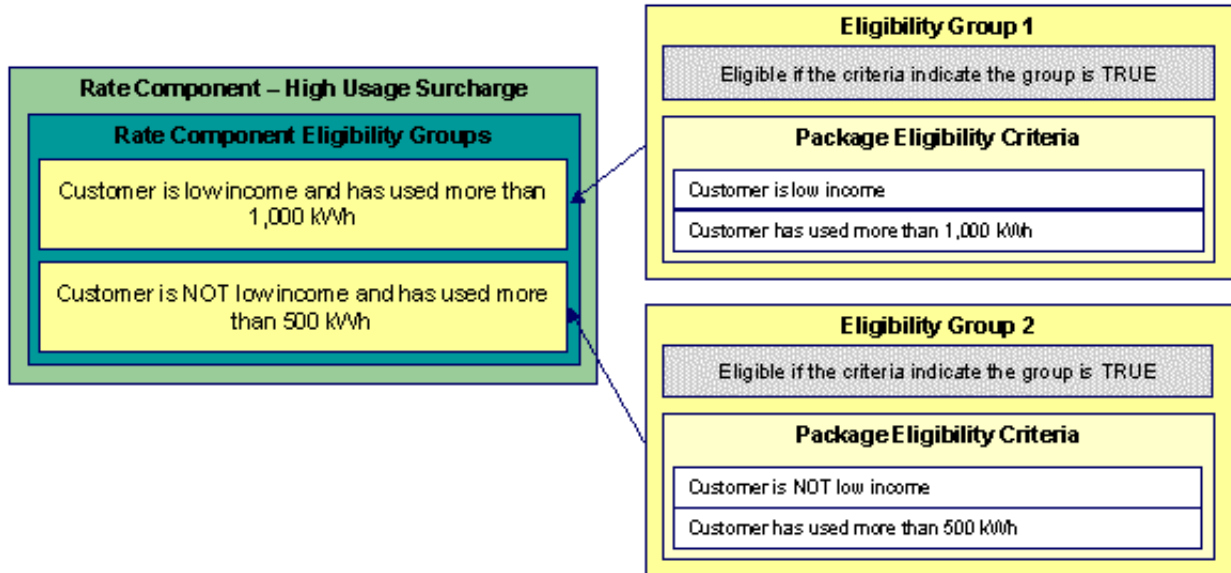 Rate Component – High Usage Surcharge
Rate Component Eligibility Groups
Customer is low income and has used more than
1,000 kWh
Customer is NOT low income and has used more
than 500 kWh
Eligibility Group 1
Eligible if the criteria indicate the group is TRUE
Package Eligibility Criteria
Customer is low income
Customer has used more than 1,000 kWh
Eligibility Group 2
Eligible if the criteria indicate the group is TRUE
Package Eligibility Criteria
Customer is NOT low income
Customer has used more than 500 kWh